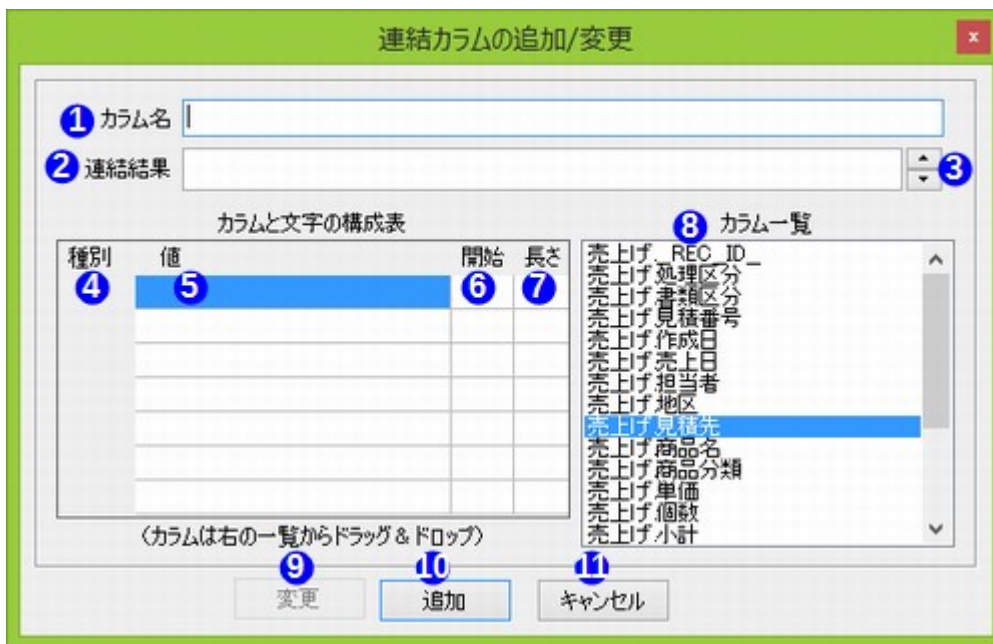 連結カラムの追加/変更
x
1 カラム名
2 連結結果
3
カラムと文字の構成表
8 カラム一覧
種別 値 開始 長さ
4 5 6 7
売上げ._REC_ID_
売上げ.処理区分
売上げ.書類区分
売上げ.見積番号
売上げ.作成日
売上げ.売上日
売上げ.担当者
売上げ.地区
売上げ.見積先
売上げ.商品名
売上げ.商品分類
売上げ.単価
売上げ.個数
売上げ.小計
(カラムは右の一覧からドラッグ&ドロップ)
9 10 11
変更 追加 キャンセル